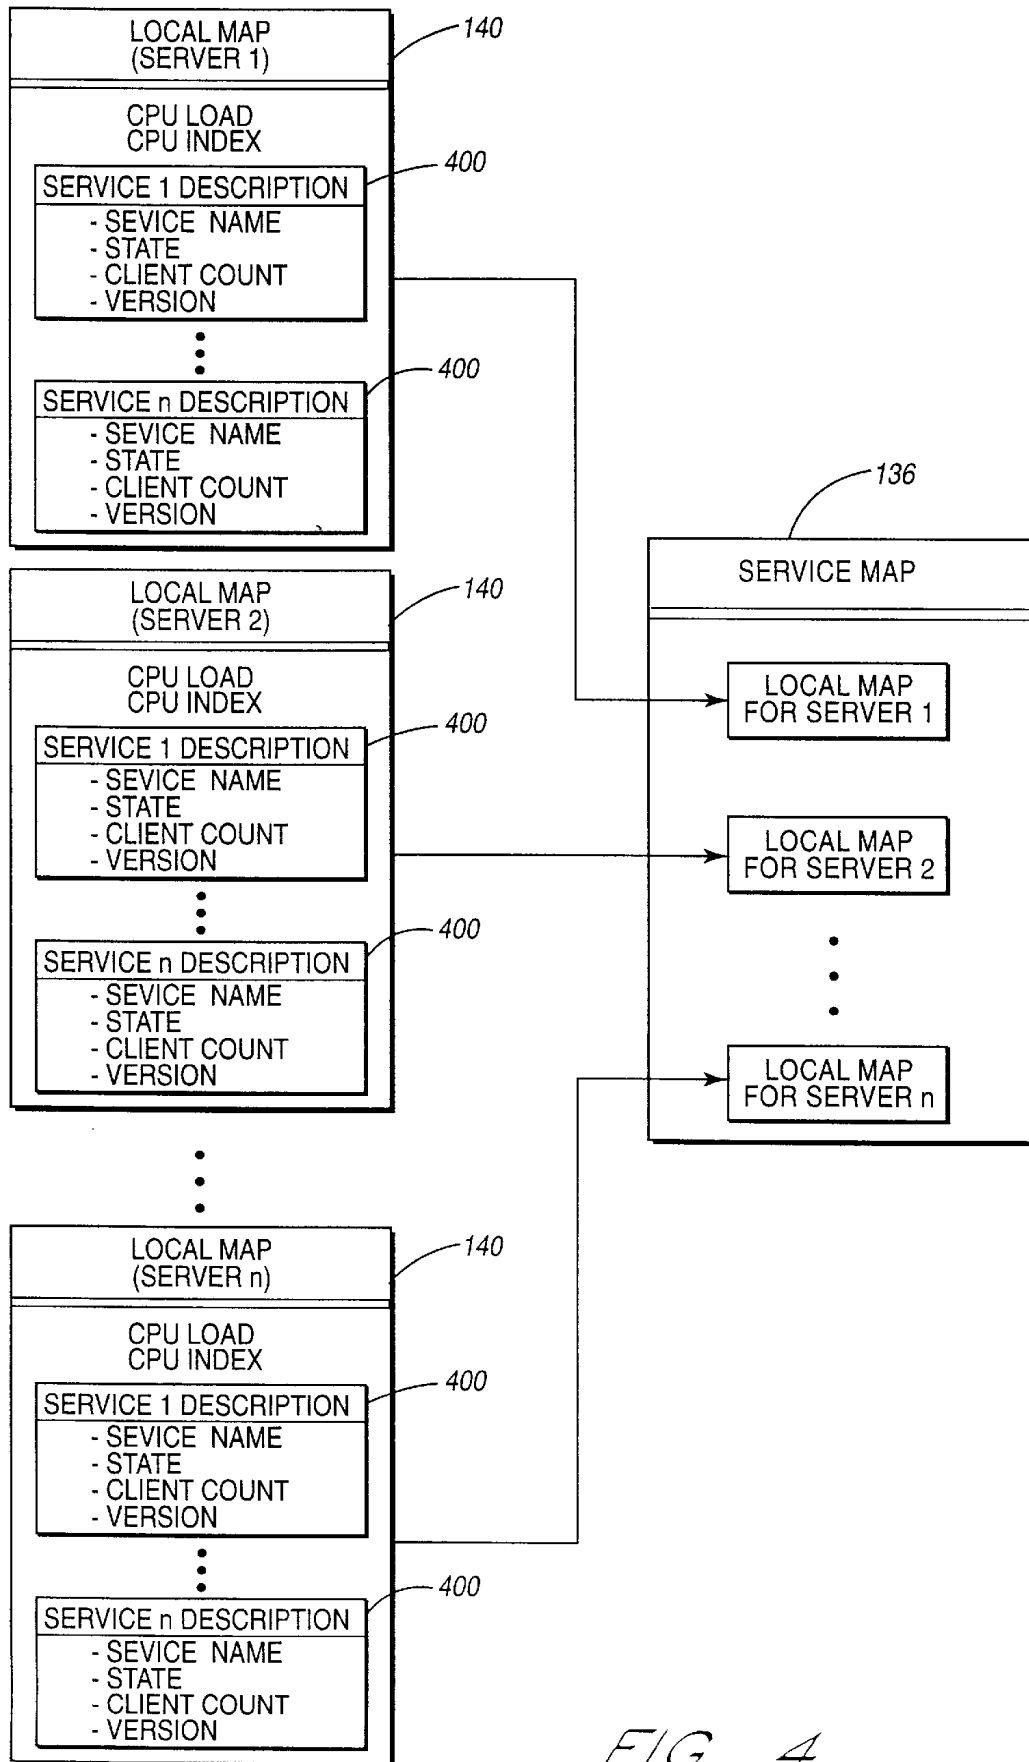 LOCAL MAP
(SERVER 1)
140
CPU LOAD
CPU INDEX
400
SERVICE 1 DESCRIPTION
- SEVICE NAME
- STATE
- CLIENT COUNT
- VERSION
400
SERVICE n DESCRIPTION
- SEVICE NAME
- STATE
- CLIENT COUNT
- VERSION
LOCAL MAP
(SERVER 2)
140
CPU LOAD
CPU INDEX
400
SERVICE 1 DESCRIPTION
- SEVICE NAME
- STATE
- CLIENT COUNT
- VERSION
400
SERVICE n DESCRIPTION
- SEVICE NAME
- STATE
- CLIENT COUNT
- VERSION
LOCAL MAP
(SERVER n)
140
CPU LOAD
CPU INDEX
400
SERVICE 1 DESCRIPTION
- SEVICE NAME
- STATE
- CLIENT COUNT
- VERSION
400
SERVICE n DESCRIPTION
- SEVICE NAME
- STATE
- CLIENT COUNT
- VERSION
136
SERVICE MAP
LOCAL MAP
FOR SERVER 1
LOCAL MAP
FOR SERVER 2
LOCAL MAP
FOR SERVER n
FIG. 4